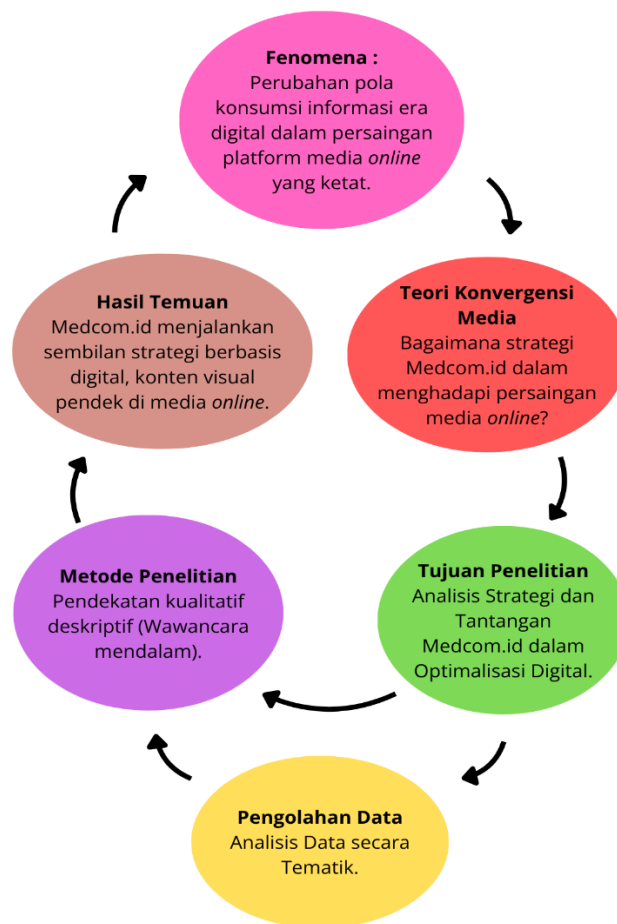 Fenomena :
Perubahan pola
konsumsi informasi era
digital dalam persaingan
platform media online
yang ketat.
Teori Konvergensi
Media
Bagaimana strategi
Medcom.id dalam
menghadapi persaingan
media online?
Tujuan Penelitian
Analisis Strategi dan
Tantangan
Medcom.id dalam
Optimalisasi Digital.
Pengolahan Data
Analisis Data secara
Tematik.
Metode Penelitian
Pendekatan kualitatif
deskriptif (Wawancara
mendalam).
Hasil Temuan
Medcom.id menjalankan
sembilan strategi berbasis
digital, konten visual
pendek di media online.